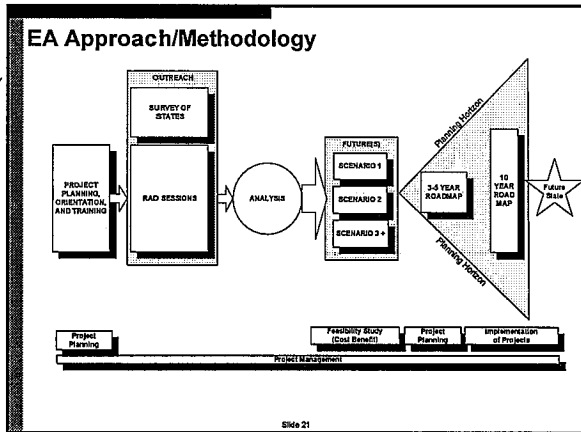 EA Approach/Methodology
OUTREACH
SURVEY OF
STATES
RAD SESSIONS
PROJECT
PLANNING,
ORIENTATION,
AND TRAINING
ANALYSIS
FUTURE(S)
SCENARIO 1
SCENARIO 2
SCENARIO 3 +
Planning Horizon
3-5 YEAR
ROADMAP
10
YEAR
ROAD
MAP
Planning Horizon
Future
State
Project
Planning
Feasibility Study
(Cost Benefit)
Project
Planning
Implementation
of Projects
Project Management
Slide 21